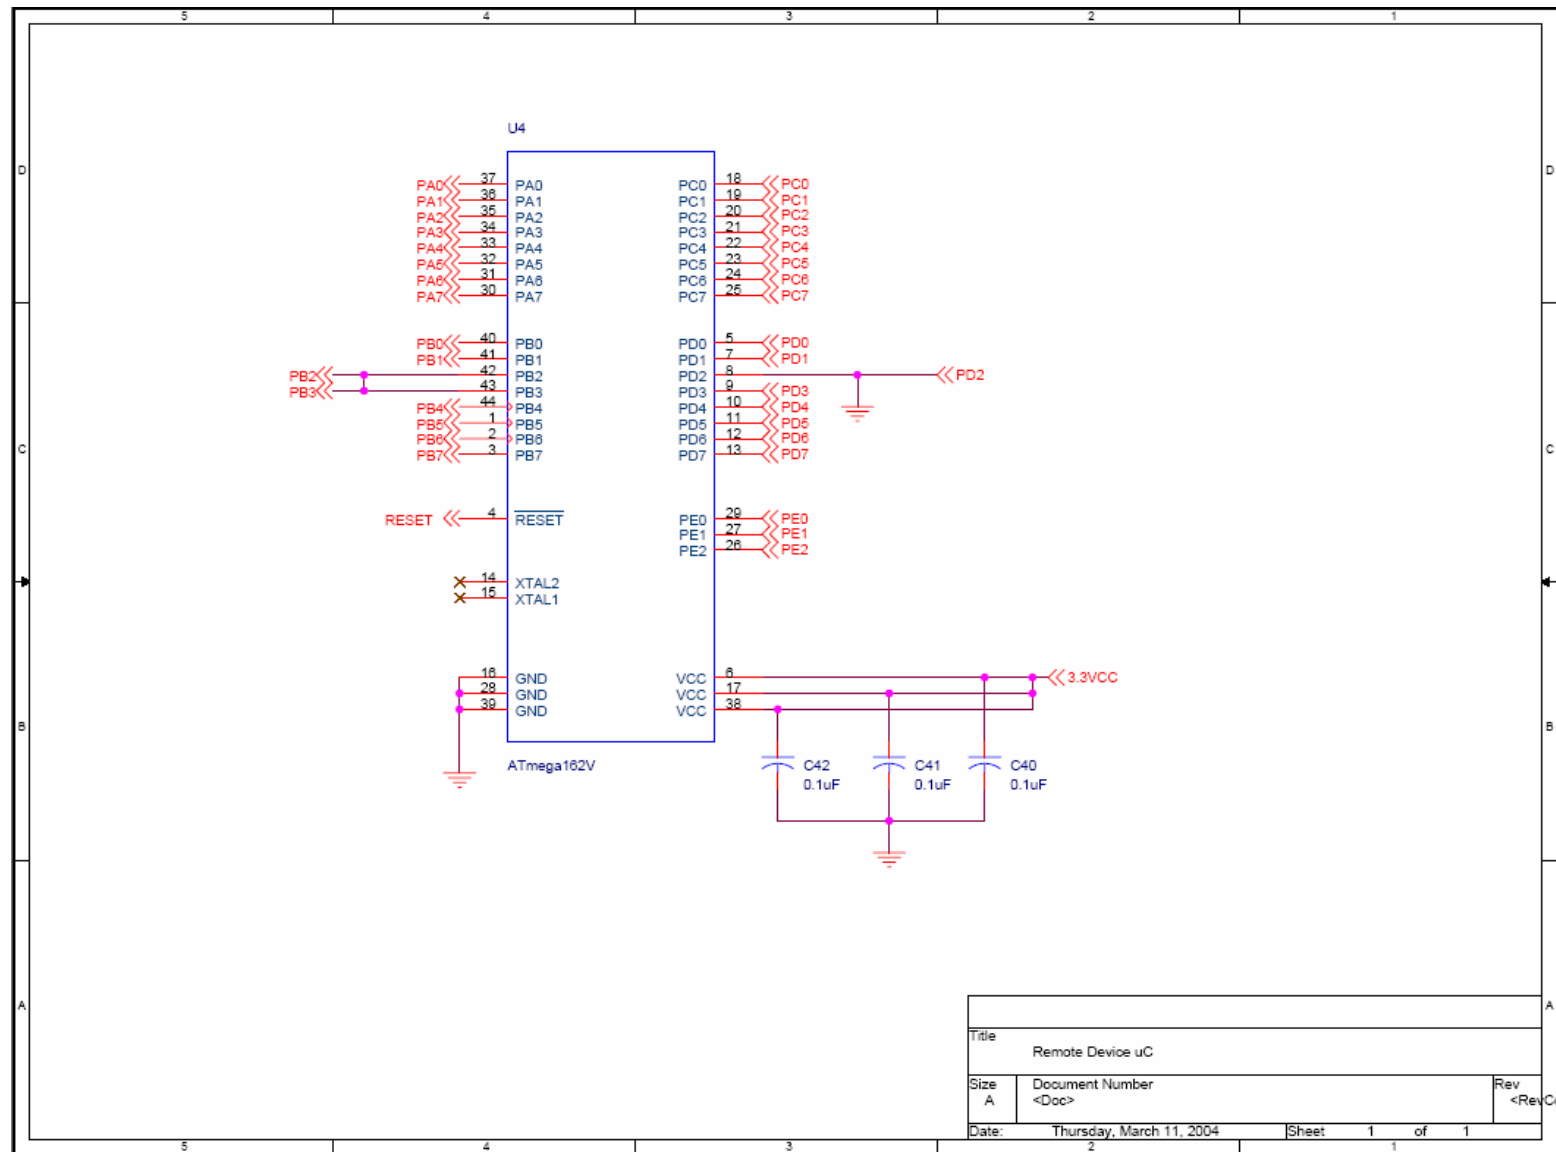 5 4 3 2 1
D D
U4
PA0 37 PA0 PC0 18 PC0
PA1 36 PA1 PC1 19 PC1
PA2 35 PA2 PC2 20 PC2
PA3 34 PA3 PC3 21 PC3
PA4 33 PA4 PC4 22 PC4
PA5 32 PA5 PC5 23 PC5
PA6 31 PA6 PC6 24 PC6
PA7 30 PA7 PC7 25 PC7
PB0 40 PB0 PD0 5 PD0
PB1 41 PB1 PD1 7 PD1
PB2 42 PB2 PD2 8 PD2
PB3 43 PB3 PD3 9 PD3
PB4 44 PB4 PD4 10 PD4
PB5 1 PB5 PD5 11 PD5
PB6 2 PB6 PD6 12 PD6
PB7 3 PB7 PD7 13 PD7
C C
RESET 4 RESET PE0 29 PE0
PE1 27 PE1
PE2 26 PE2
14 XTAL2
15 XTAL1
16 GND VCC 6 3.3VCC
28 GND VCC 17
39 GND VCC 38
B B
ATmega162V
C42 C41 C40
0.1uF 0.1uF 0.1uF
A A
Title
Remote Device uC
Size Document Number Rev
A <Doc> <RevCo
Date: Thursday, March 11, 2004 Sheet 1 of 1
5 4 3 2 1